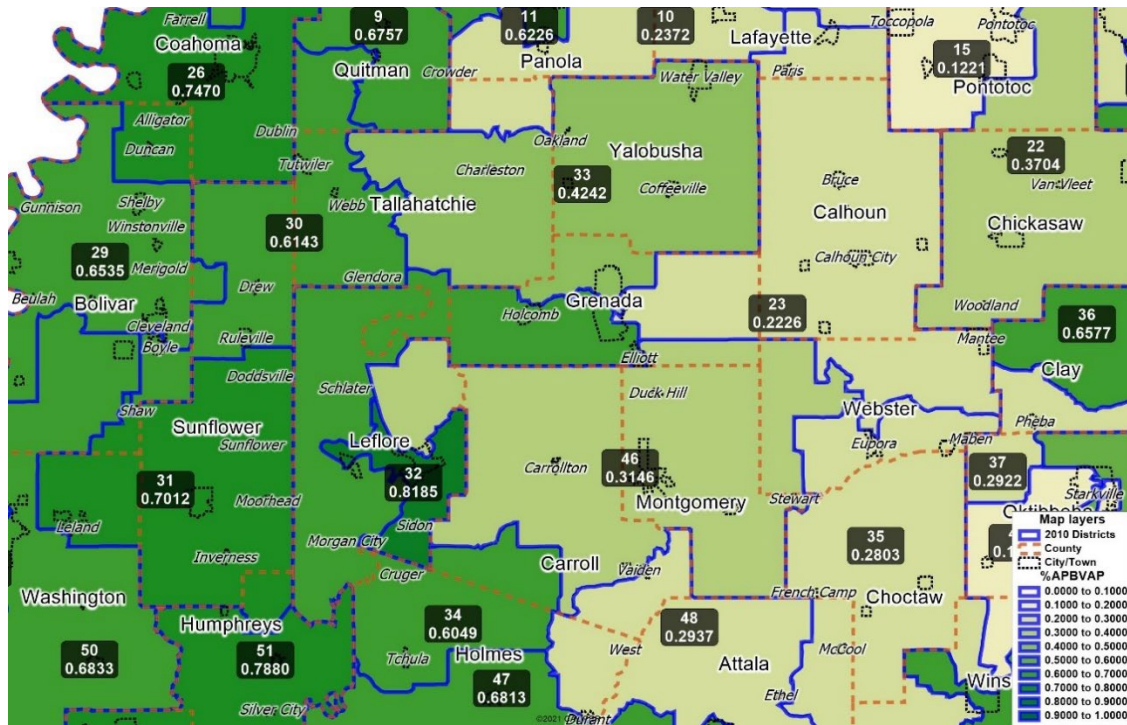 Farrell
Coahoma
26
0.7470
9
0.6757
Quitman
Crowder
11
0.6226
Panola
10
0.2372
Lafayette
Toccopola
Pontotoc
15
0.1221
Pontotoc
Water Valley
Paris
Alligator
Duncan
Dublin
Tutwiler
Oakland
Yalobusha
Charleston
33
0.4242
Coffeeville
Bruce
22
0.3704
Van Vleet
Gunnison
Shelby
Winstonville
Webb
Tallahatchie
Calhoun
Chickasaw
30
0.6143
29
0.6535
Merigold
Drew
Glendora
Calhoun City
Beulah
Bolivar
Grenada
Holcomb
23
0.2226
Woodland
36
0.6577
Cleveland
Boyle
Ruleville
Elliott
Mantee
Clay
Doddsville
Schlater
Duck Hill
Shaw
Sunflower
Sunflower
Webster
Pheba
Leflore
Eupora
Maben
Carrollton
46
0.3146
37
0.2922
31
0.7012
32
0.8185
Moorhead
Montgomery
Stewart
Starkville
Leland
Sidon
35
0.2803
Inverness
Morgan City
Carroll
Cruger
Vaiden
Washington
French Camp
Choctaw
Humphreys
34
0.6049
48
0.2937
50
0.6833
51
0.7880
Tchula
Holmes
West
Attala
McCool
47
0.6813
Ethel
Wins
Silver City
Durant
©2021
Map layers
2010 Districts
County
City/Town
%APBVAP
0.0000 to 0.1000
0.1000 to 0.2000
0.2000 to 0.3000
0.3000 to 0.4000
0.4000 to 0.5000
0.5000 to 0.6000
0.6000 to 0.7000
0.7000 to 0.8000
0.8000 to 0.9000
0.9000 to 1.0000